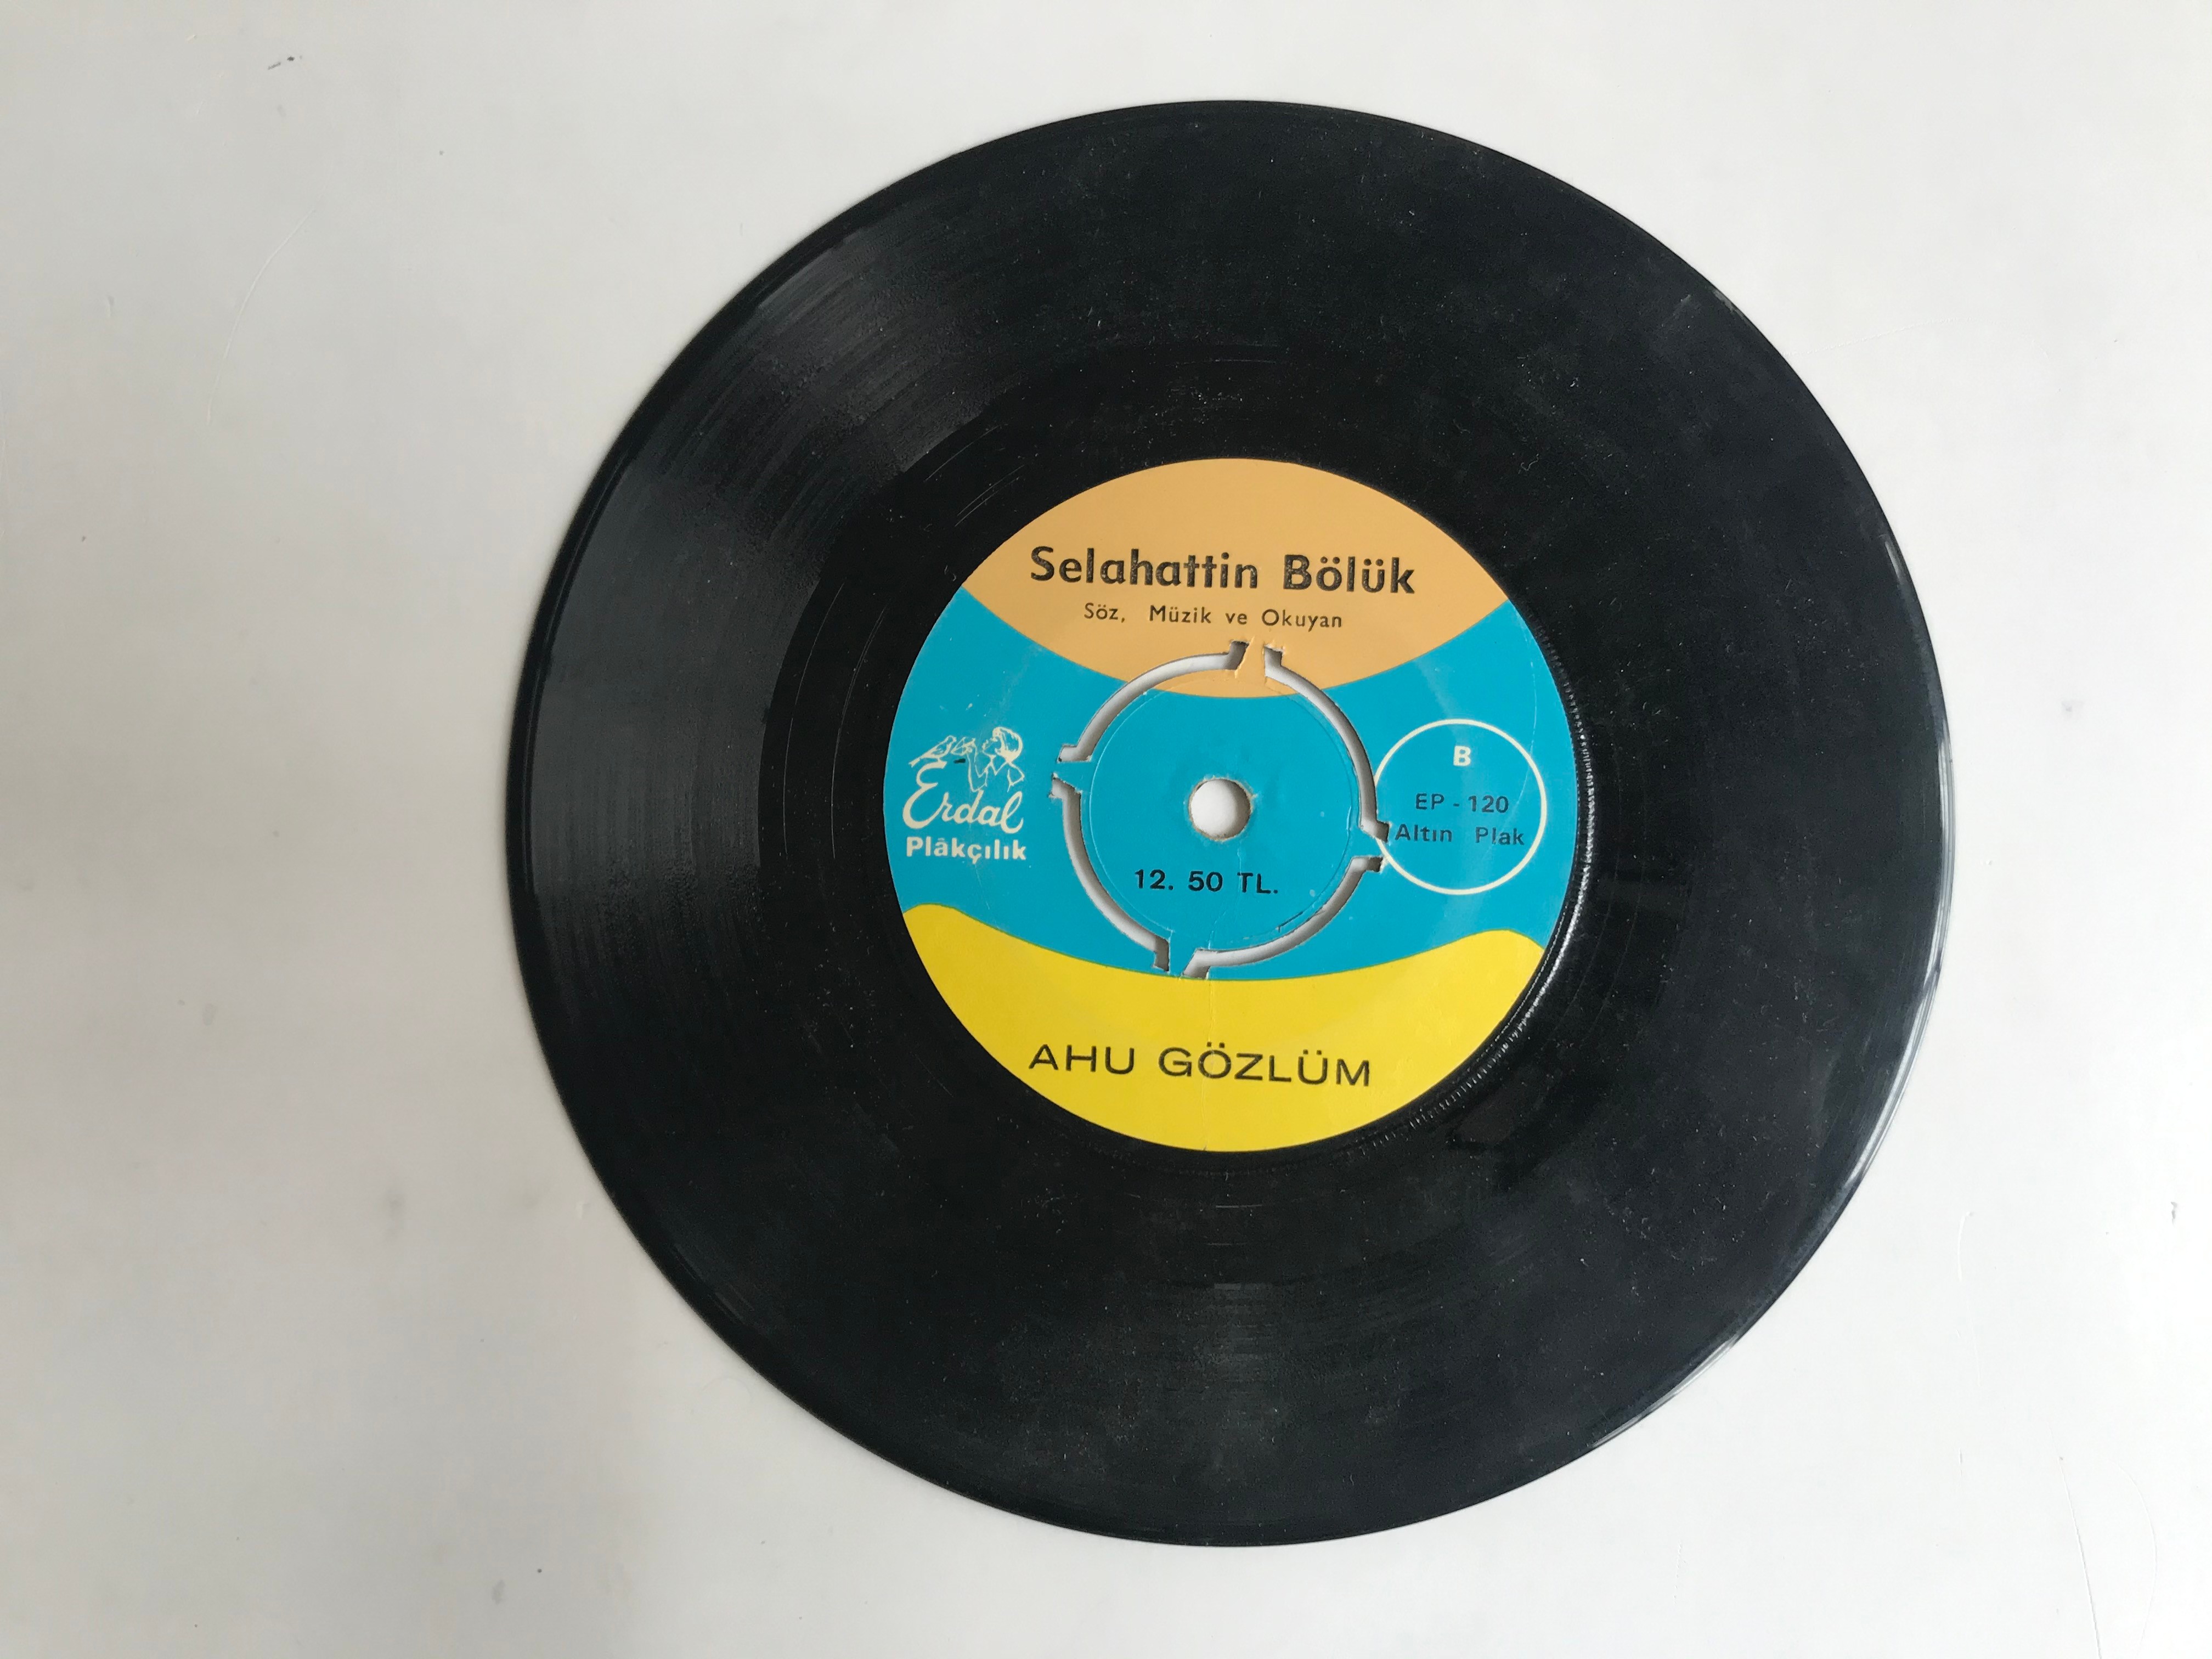 Selahattin Bölük
Söz, Müzik ve Okuyan
Erdal
Plâkçılık
B
EP - 120
Altın Plak
12. 50 TL.
AHU GÖZLÜM